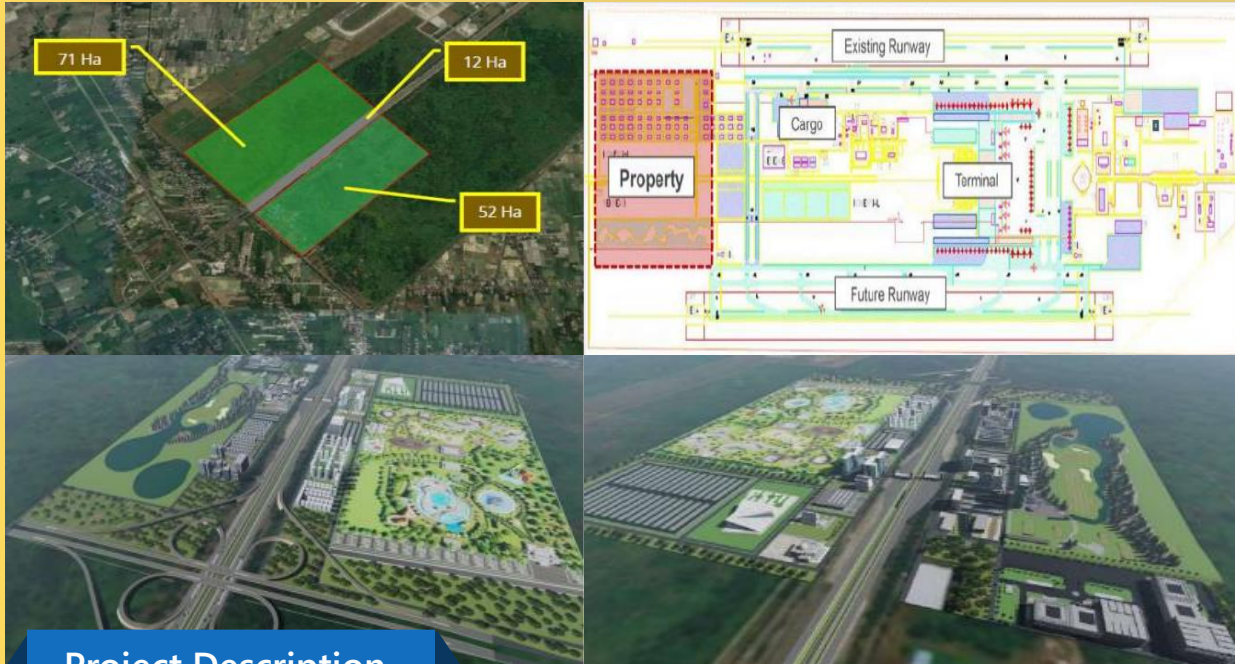 71 Ha
12 Ha
52 Ha
Existing Runway
Cargo
Property
Terminal
Future Runway
Project Description